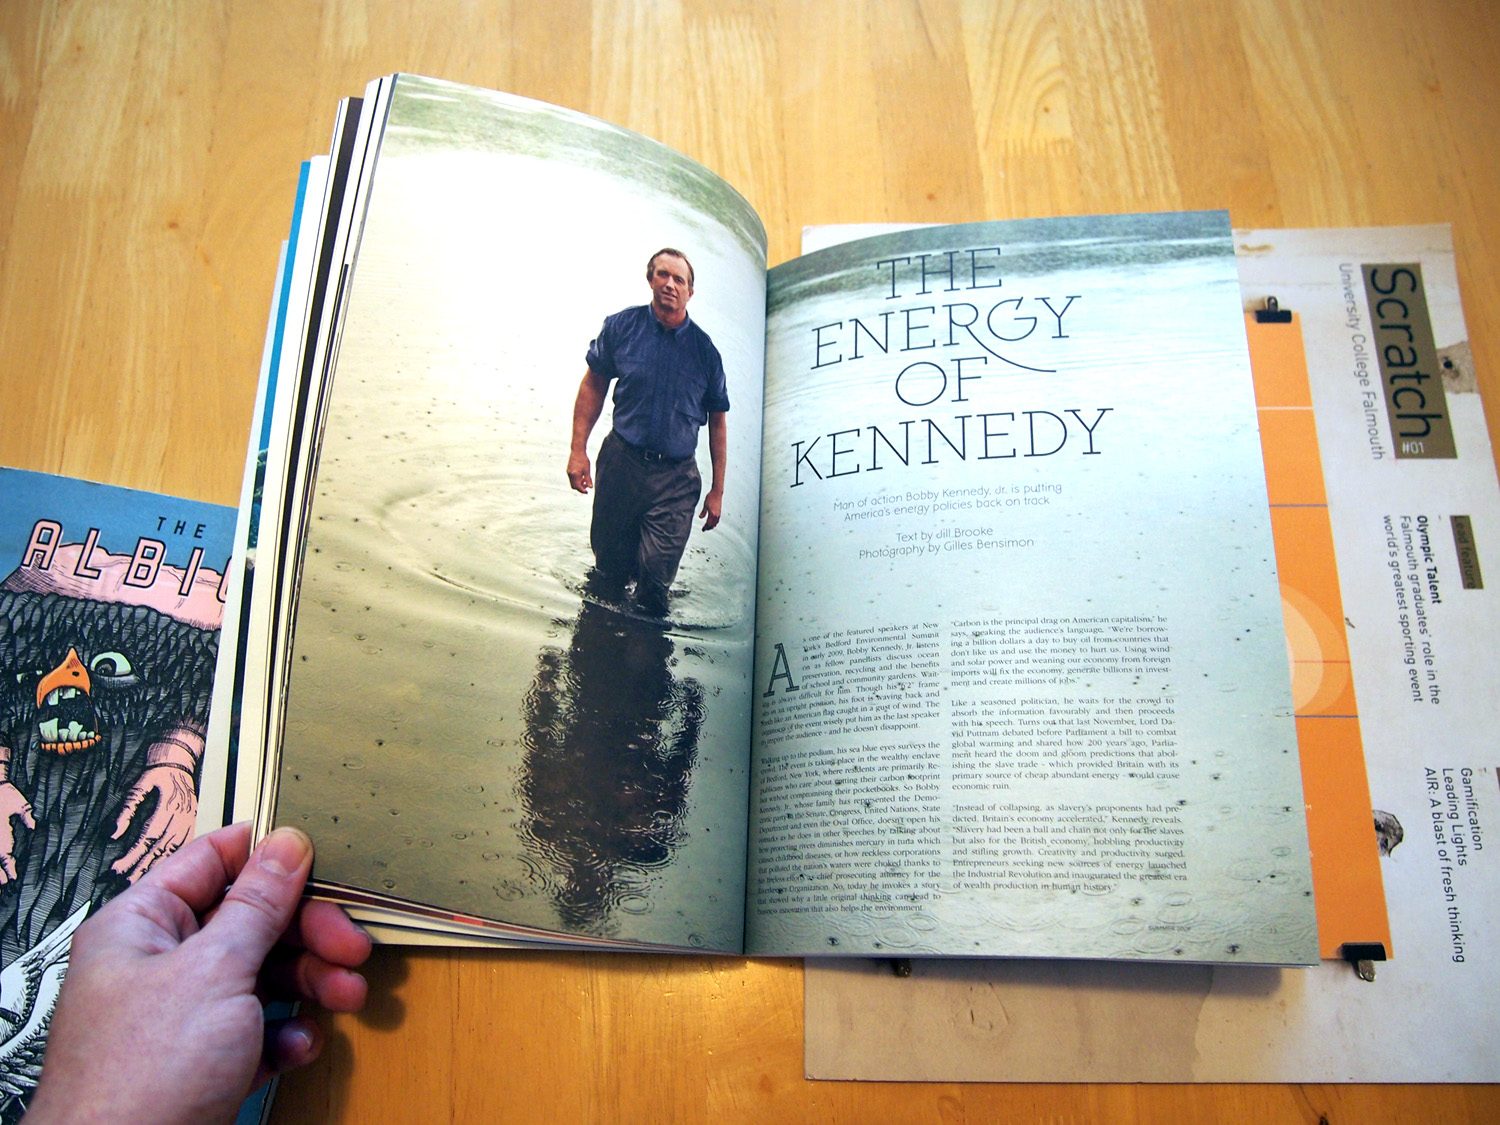 THE
ALBI
THE
ENERGY
OF
KENNEDY
Man of action Bobby Kennedy, Jr. is putting
America's energy policies back on track
Text by Jill Brooke
Photography by Gilles Bensimon
As one of the featured speakers at New
York's Bedford Environmental Summit
in early 2009, Bobby Kennedy, Jr. listens
on as fellow panellists discuss ocean
preservation, recycling and the benefits
of school and community gardens. Wait-
ing is always difficult for him. Though his 6'2" frame
sits in an upright position, his foot is waving back and
forth like an American flag caught in a gust of wind. The
organisers of the event wisely put him as the last speaker
to inspire the audience – and he doesn't disappoint.
Walking up to the podium, his sea blue eyes surveys the
crowd. The event is taking place in the wealthy enclave
of Bedford, New York, where residents are primarily Re-
publicans who care about cutting their carbon footprint
but without compromising their pocketbooks. So Bobby
Kennedy, Jr., whose family has represented the Demo-
cratic party in the Senate, Congress, United Nations, State
Department and even the Oval Office, doesn't open his
remarks as he does in other speeches by talking about
how protecting rivers diminishes mercury in tuna which
causes childhood diseases, or how reckless corporations
that polluted the nation's waters were choked thanks to
his tireless efforts as chief prosecuting attorney for the
Riverkeeper Organization. No, today he invokes a story
that showed why a little original thinking can lead to
business innovation that also helps the environment.
"Carbon is the principal drag on American capitalism," he
says, speaking the audience's language. "We're borrow-
ing a billion dollars a day to buy oil from countries that
don't like us and use the money to hurt us. Using wind
and solar power and weaning our economy from foreign
imports will fix the economy, generate billions in invest-
ment and create millions of jobs."
Like a seasoned politician, he waits for the crowd to
absorb the information favourably and then proceeds
with his speech. Turns out that last November, Lord Da-
vid Puttnam debated before Parliament a bill to combat
global warming and shared how 200 years ago, Parlia-
ment heard the doom and gloom predictions that abol-
ishing the slave trade – which provided Britain with its
primary source of cheap abundant energy – would cause
economic ruin.
"Instead of collapsing, as slavery's proponents had pre-
dicted, Britain's economy accelerated," Kennedy reveals.
"Slavery had been a ball and chain not only for the slaves
but also for the British economy, hobbling productivity
and stifling growth. Creativity and productivity surged.
Entrepreneurs seeking new sources of energy launched
the Industrial Revolution and inaugurated the greatest era
of wealth production in human history."
SUMMER 2009
Scratch
#01
University College Falmouth
Lead feature
Olympic Talent
Falmouth graduates' role in the
world's greatest sporting event
Gamification
Leading Lights
AIR: A blast of fresh thinking